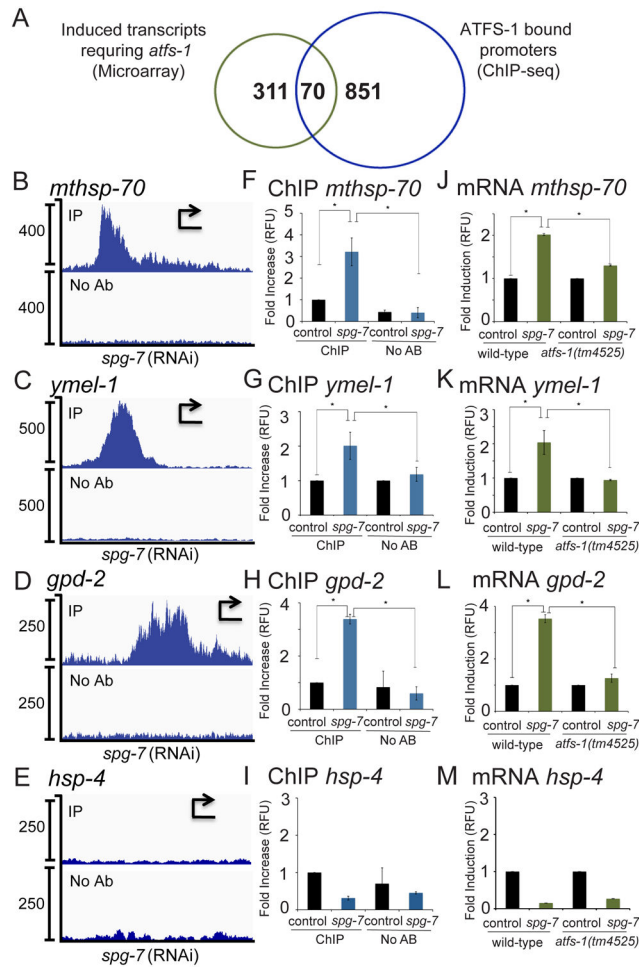 A
Induced transcripts
requring atfs-1
(Microarray)
ATFS-1 bound
promoters
(ChIP-seq)
311 70 851
B mthsp-70
IP
400
No Ab
400
spg-7 (RNAi)
F ChIP mthsp-70
Fold Increase (RFU)
5
4
3
2
1
0
* *
control spg-7 control spg-7
ChIP No AB
J mRNA mthsp-70
Fold Induction (RFU)
2
1
0
* *
control spg-7 control spg-7
wild-type atfs-1(tm4525)
C ymel-1
IP
500
No Ab
500
spg-7 (RNAi)
G ChIP ymel-1
Fold Increase (RFU)
3
2
1
0
* *
control spg-7 control spg-7
ChIP No AB
K mRNA ymel-1
Fold Induction (RFU)
3
2
1
0
* *
control spg-7 control spg-7
wild-type atfs-1(tm4525)
D gpd-2
IP
250
No Ab
250
spg-7 (RNAi)
H ChIP gpd-2
Fold Increase (RFU)
4
3
2
1
0
* *
control spg-7 control spg-7
ChIP No AB
L mRNA gpd-2
Fold Induction (RFU)
4
2
0
* *
control spg-7 control spg-7
wild-type atfs-1(tm4525)
E hsp-4
IP
250
No Ab
250
spg-7 (RNAi)
I ChIP hsp-4
Fold Increase (RFU)
3
2
1
0
control spg-7 control spg-7
ChIP No AB
M mRNA hsp-4
Fold Induction (RFU)
3
2
1
0
control spg-7 control spg-7
wild-type atfs-1(tm4525)